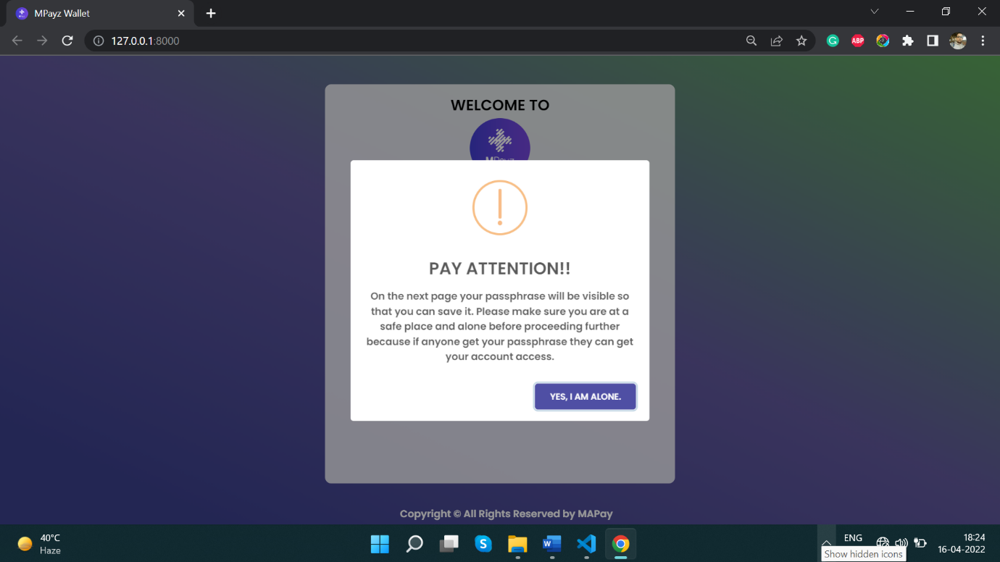 MPayz Wallet
127.0.0.1:8000
ABP
WELCOME TO
MPayz
PAY ATTENTION!!
On the next page your passphrase will be visible so
that you can save it. Please make sure you are at a
safe place and alone before proceeding further
because if anyone get your passphrase they can get
your account access.
YES, I AM ALONE.
Copyright © All Rights Reserved by MAPay
40°C
Haze
ENG
18:24
16-04-2022
Show hidden icons